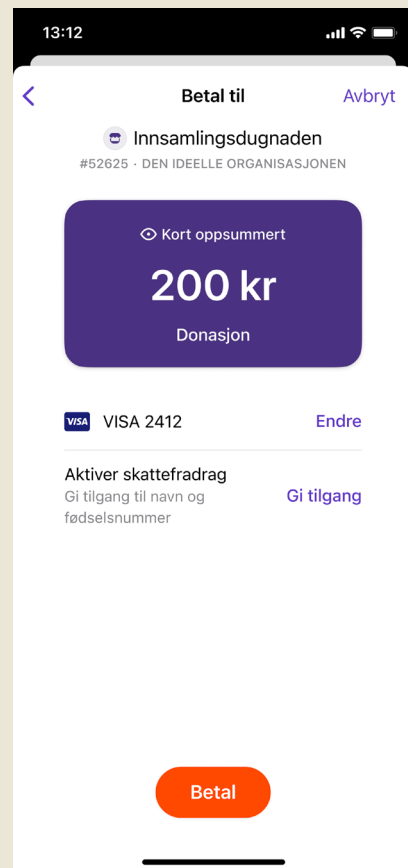 13:12
Betal til
Avbryt
Innsamlingsdugnaden
#52625 · DEN IDEELLE ORGANISASJONEN
Kort oppsummert
200 kr
Donasjon
VISA VISA 2412
Endre
Aktiver skattefradrag
Gi tilgang til navn og
fødselsnummer
Gi tilgang
Betal